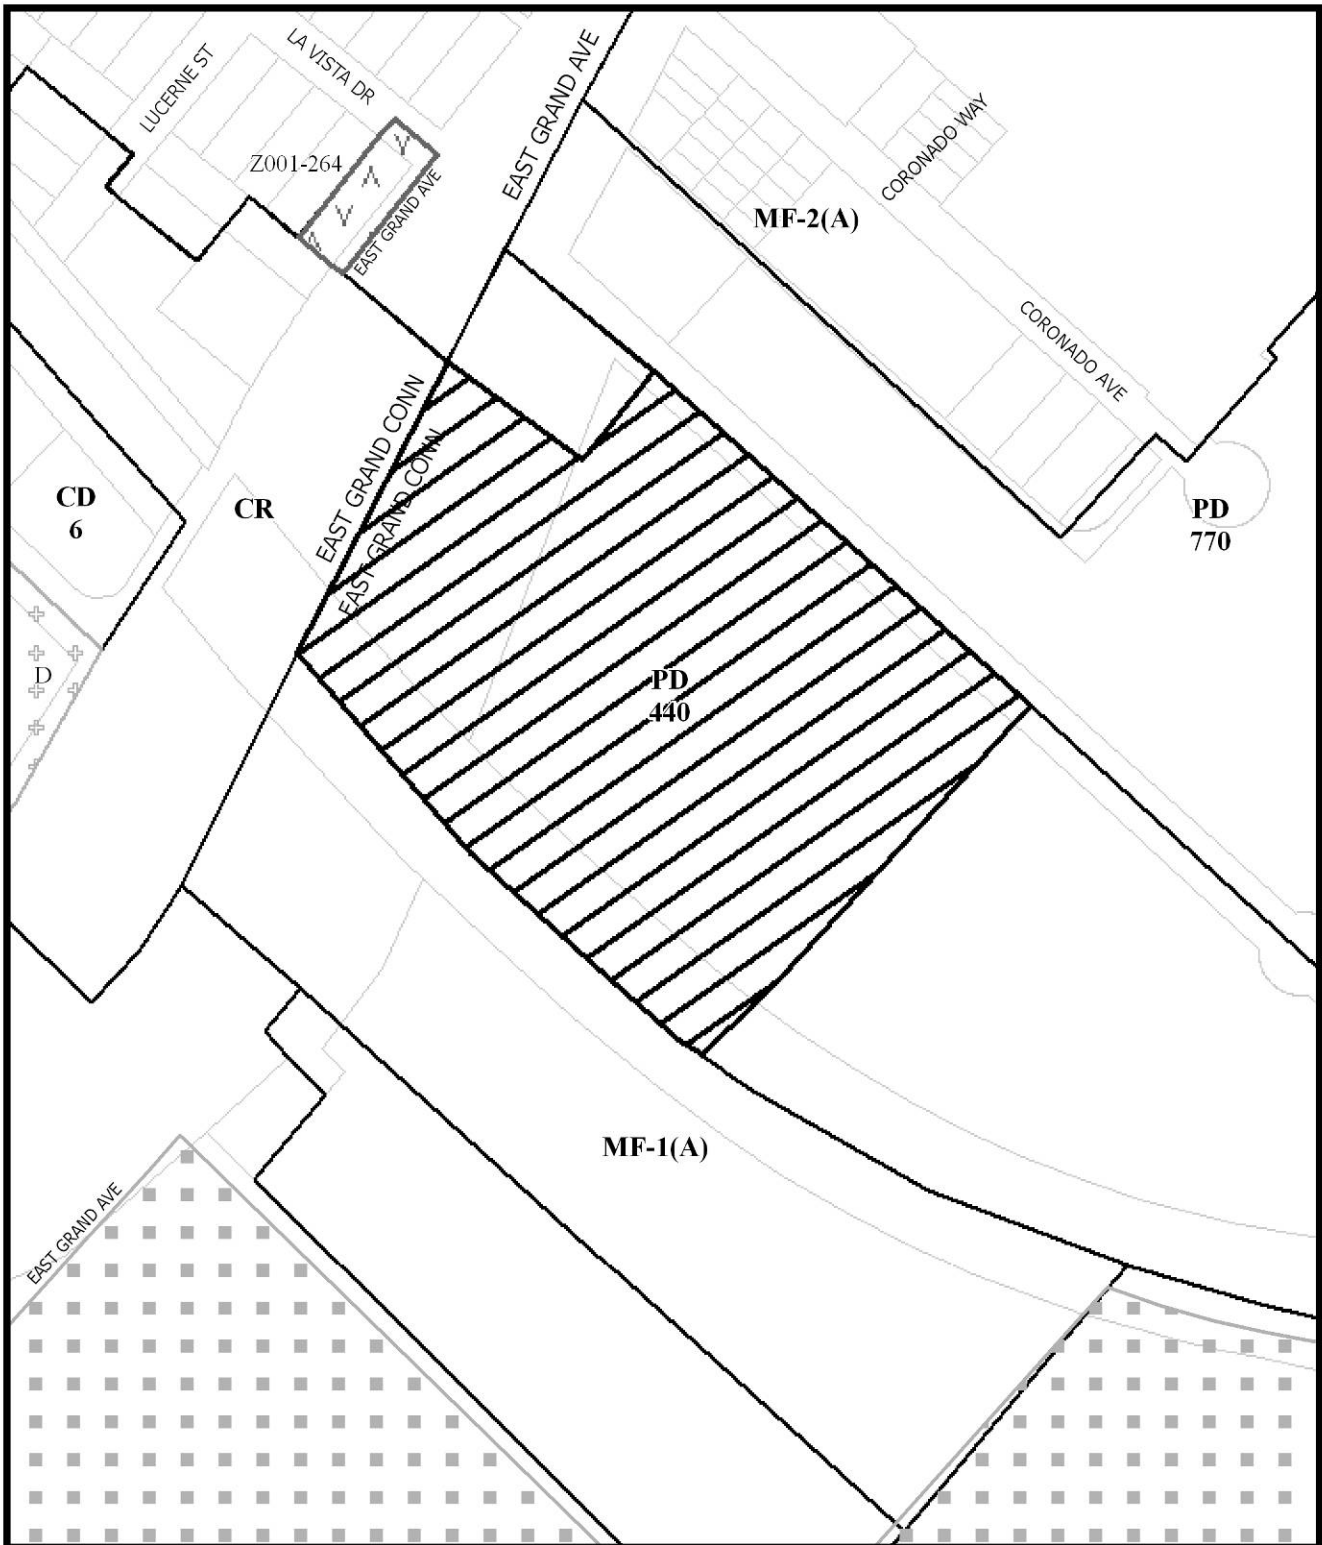 LA VISTA DR
LUCERNE ST
EAST GRAND AVE
CORONADO WAY
Z001-264
EAST GRAND AVE
MF-2(A)
CORONADO AVE
EAST GRAND CONN
EAST GRAND CONN
CD
6
CR
PD
770
D
PD
440
MF-1(A)
EAST GRAND AVE